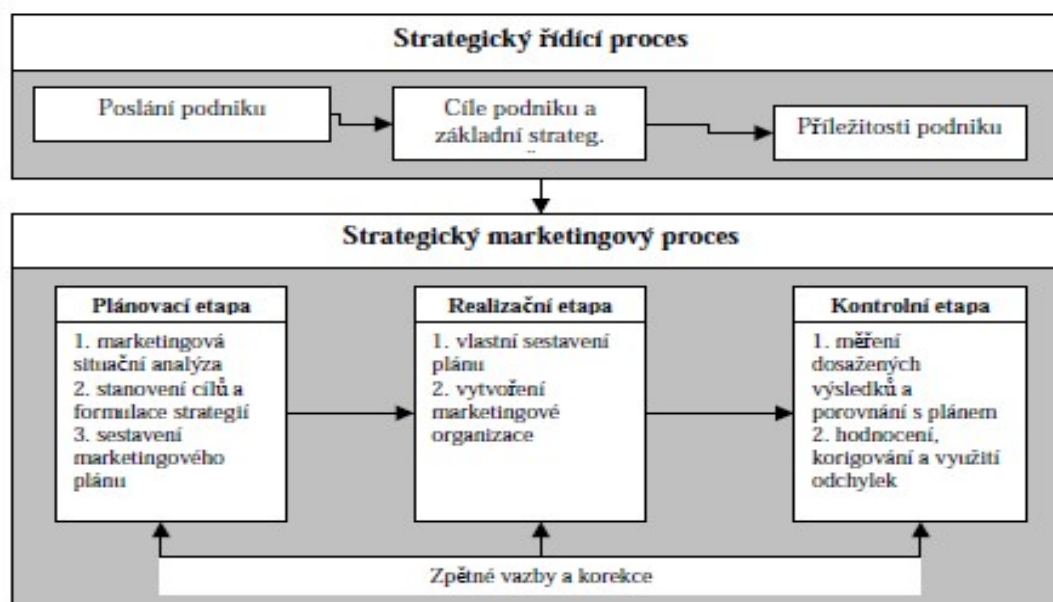 Strategický řídící proces
Poslání podniku
Cíle podniku a
základní strateg.
Příležitosti podniku
Strategický marketingový proces
Plánovací etapa
1. marketingová
situační analýza
2. stanovení cílů a
formulace strategií
3. sestavení
marketingového
plánu
Realizační etapa
1. vlastní sestavení
plánu
2. vytvoření
marketingové
organizace
Kontrolní etapa
1. měření
dosažených
výsledků a
porovnání s plánem
2. hodnocení,
korigování a využití
odchylek
Zpětné vazby a korekce